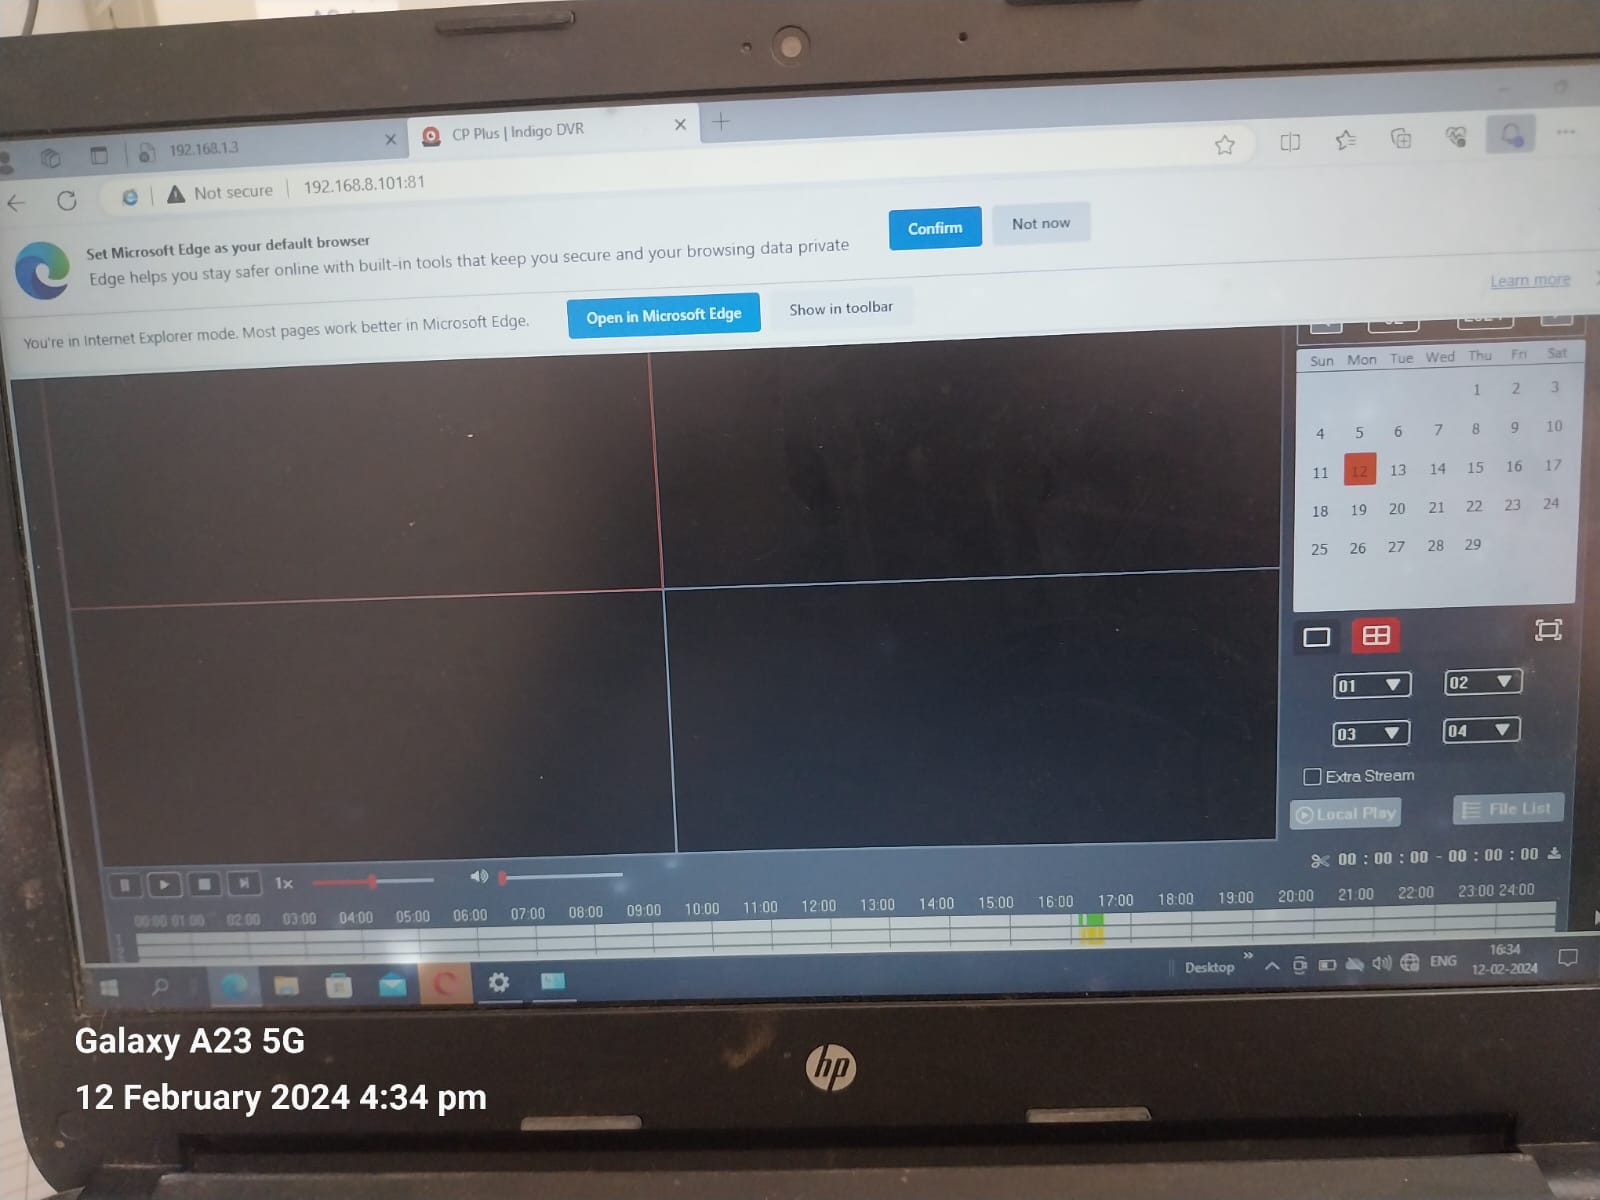 192.168.1.3
CP Plus | Indigo DVR
Not secure
192.168.8.101:81
Set Microsoft Edge as your default browser
Edge helps you stay safer online with built-in tools that keep you secure and your browsing data private
Confirm
Not now
You're in Internet Explorer mode. Most pages work better in Microsoft Edge.
Open in Microsoft Edge
Show in toolbar
Learn more
Sun Mon Tue Wed Thu Fri Sat
1 2 3
4 5 6 7 8 9 10
11 12 13 14 15 16 17
18 19 20 21 22 23 24
25 26 27 28 29
01 02
03 04
Extra Stream
Local Play
File List
00 : 00 : 00 - 00 : 00 : 00
1x
00:00 01:00 02:00 03:00 04:00 05:00 06:00 07:00 08:00 09:00 10:00 11:00 12:00 13:00 14:00 15:00 16:00 17:00 18:00 19:00 20:00 21:00 22:00 23:00 24:00
Desktop
ENG
16:34
12-02-2024
hp
Galaxy A23 5G
12 February 2024 4:34 pm